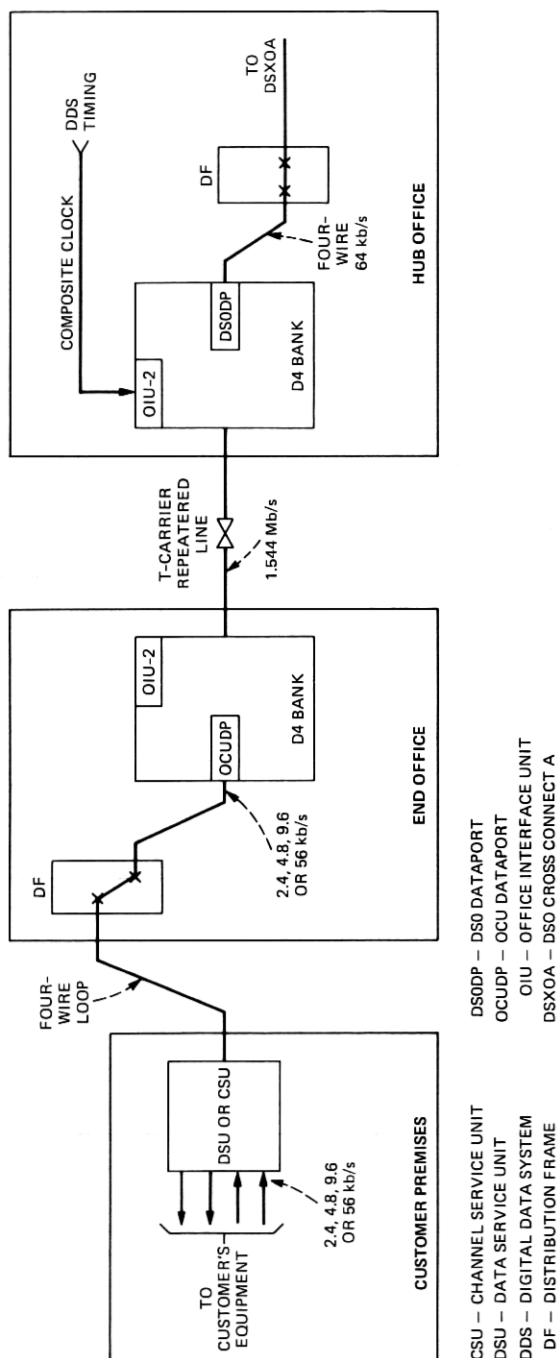 TO
CUSTOMER'S
EQUIPMENT
DSU OR CSU
2.4, 4.8, 9.6
OR 56 kb/s
CUSTOMER PREMISES
FOUR-
WIRE
LOOP
DF
2.4, 4.8, 9.6
OR 56 kb/s
OCUDP
OIU-2
D4 BANK
END OFFICE
T-CARRIER
REPEATERED
LINE
1.544 Mb/s
COMPOSITE CLOCK
DDS
TIMING
OIU-2
DS0DP
D4 BANK
FOUR-
WIRE
64 kb/s
DF
TO
DSX0A
HUB OFFICE
CSU – CHANNEL SERVICE UNIT
DSU – DATA SERVICE UNIT
DDS – DIGITAL DATA SYSTEM
DF – DISTRIBUTION FRAME
DS0DP – DS0 DATAPORT
OCUDP – OCU DATAPORT
OIU – OFFICE INTERFACE UNIT
DSX0A – DS0 CROSS CONNECT A